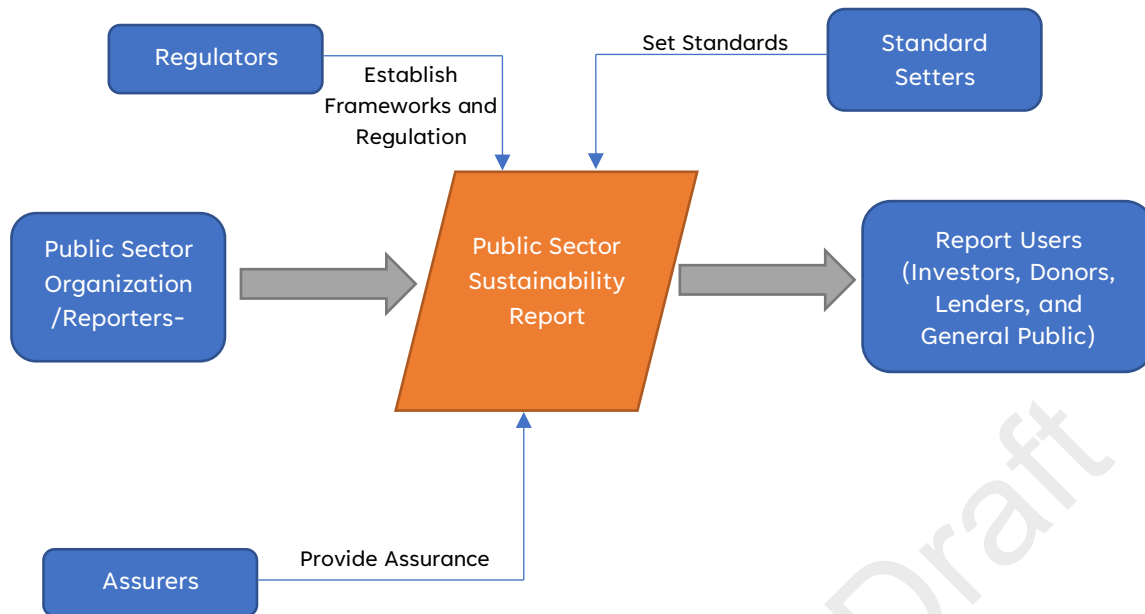 Regulators
Establish
Frameworks and
Regulation
Set Standards
Standard
Setters
Public Sector
Organization
/Reporters-
Public Sector
Sustainability
Report
Report Users
(Investors, Donors,
Lenders, and
General Public)
Assurers
Provide Assurance
Draft